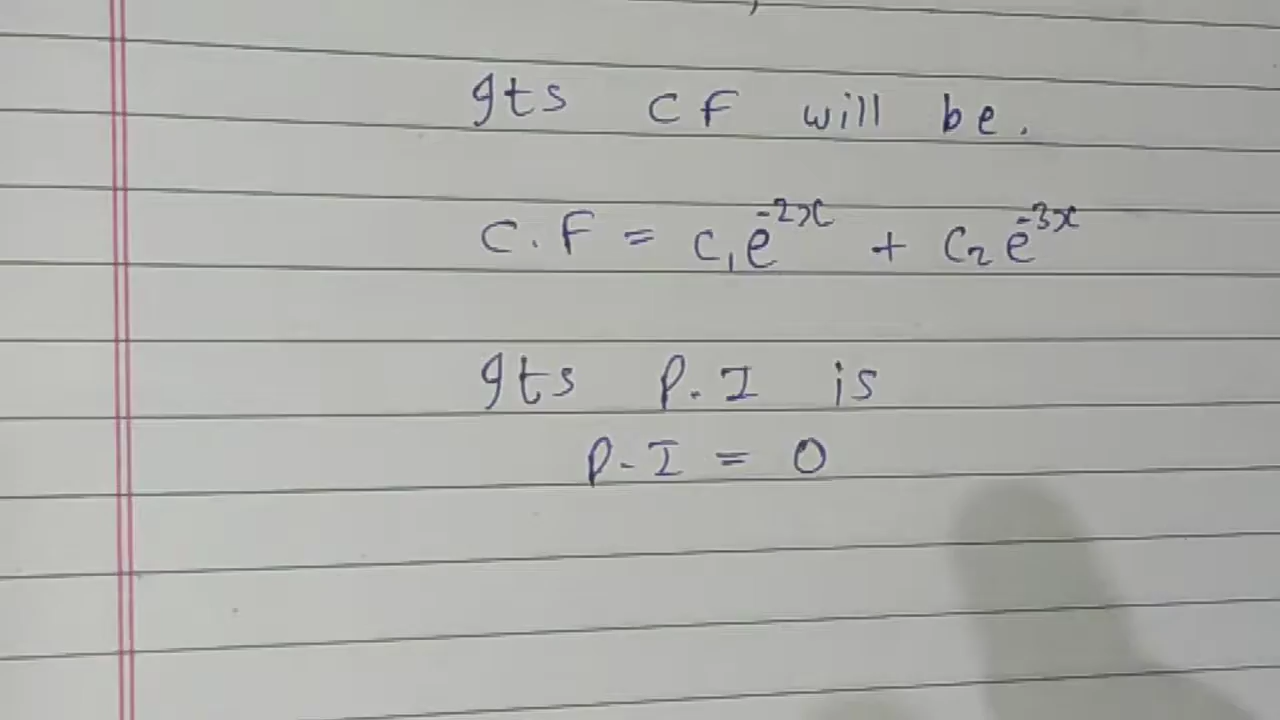 Its CF will be.
C.F = C₁e⁻²ˣ + C₂e⁻³ˣ
Its P.I is
P.I = 0